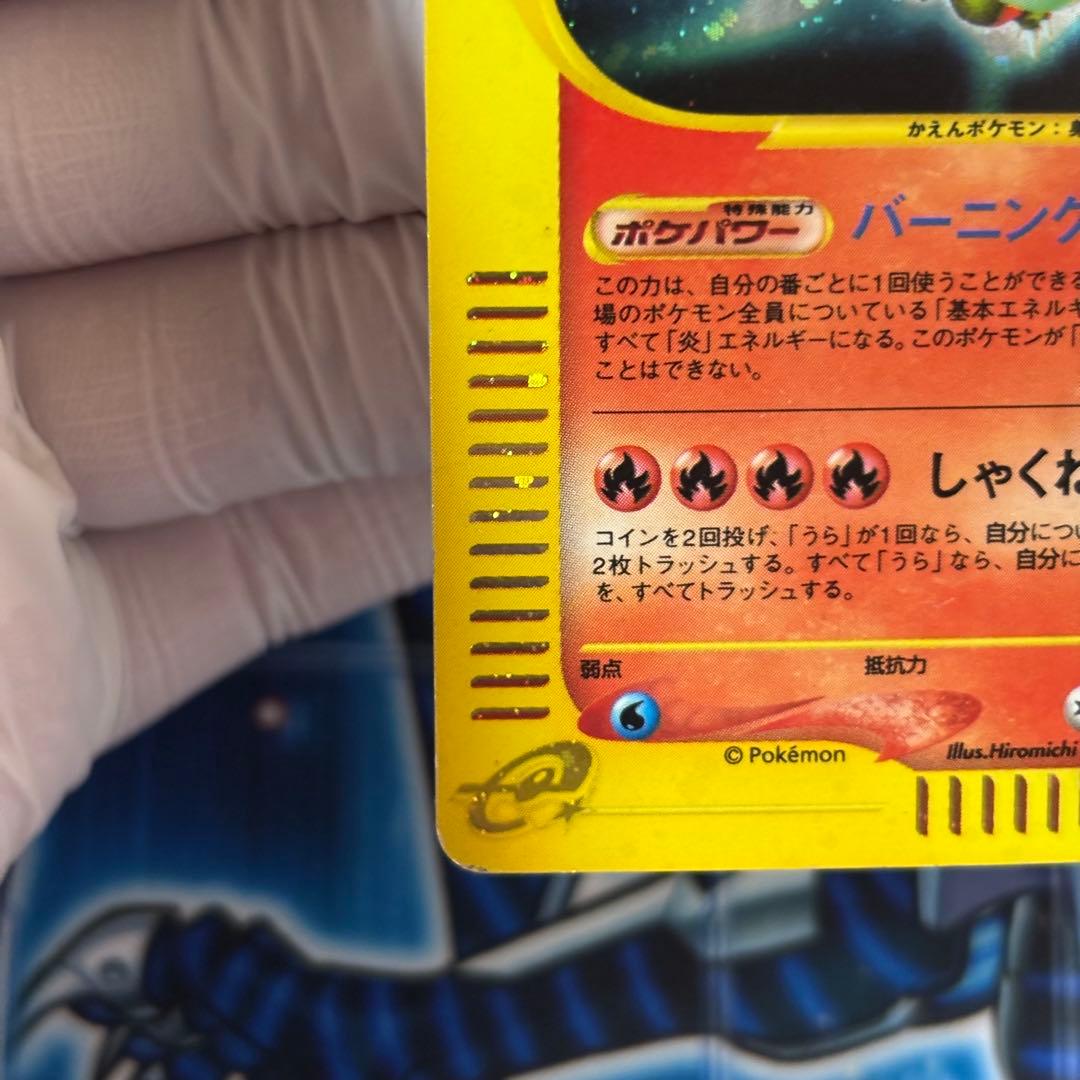 かえんポケモン：
特殊能力
ポケパワー
バーニング
この力は、自分の番ごとに1回使うことができる
場のポケモン全員についている「基本エネルギ
すべて「炎」エネルギーになる。このポケモンが「
ことはできない。
しゃくね
コインを2回投げ、「うら」が1回なら、自分につい
2枚トラッシュする。すべて「うら」なら、自分に
を、すべてトラッシュする。
弱点 抵抗力
© Pokémon Illus.Hiromichi